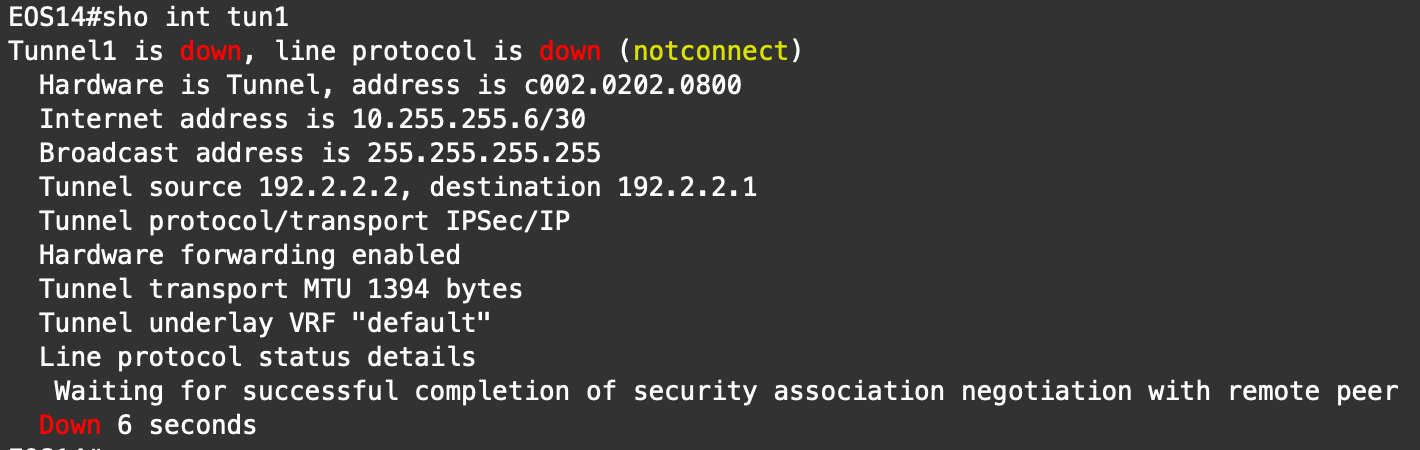 EOS14#sho int tun1
Tunnel1 is down, line protocol is down (notconnect)
Hardware is Tunnel, address is c002.0202.0800
Internet address is 10.255.255.6/30
Broadcast address is 255.255.255.255
Tunnel source 192.2.2.2, destination 192.2.2.1
Tunnel protocol/transport IPSec/IP
Hardware forwarding enabled
Tunnel transport MTU 1394 bytes
Tunnel underlay VRF "default"
Line protocol status details
Waiting for successful completion of security association negotiation with remote peer
Down 6 seconds